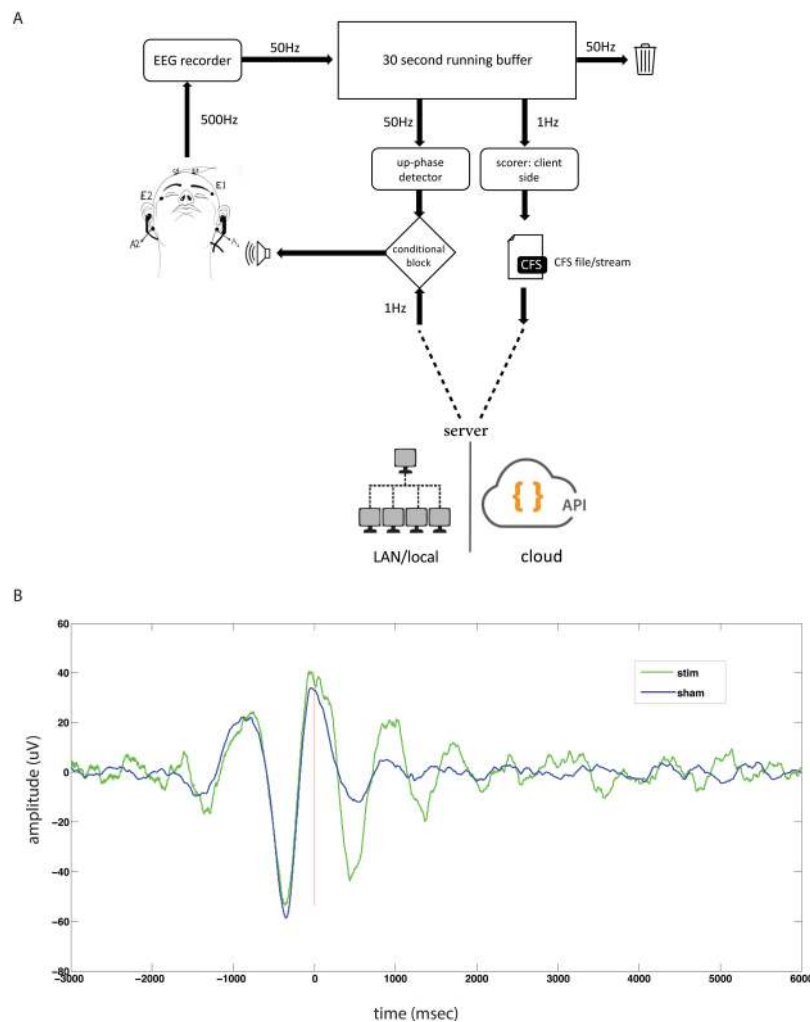 A
EEG recorder
50Hz
30 second running buffer
50Hz
500Hz
50Hz
1Hz
up-phase
detector
scorer: client
side
E2
E1
A2
conditional
block
CFS
CFS file/stream
1Hz
server
{ }
API
LAN/local
cloud
B
60
40
20
0
−20
−40
−60
−80
amplitude (uV)
stim
sham
−3000
−2000
−1000
0
1000
2000
3000
4000
5000
6000
time (msec)